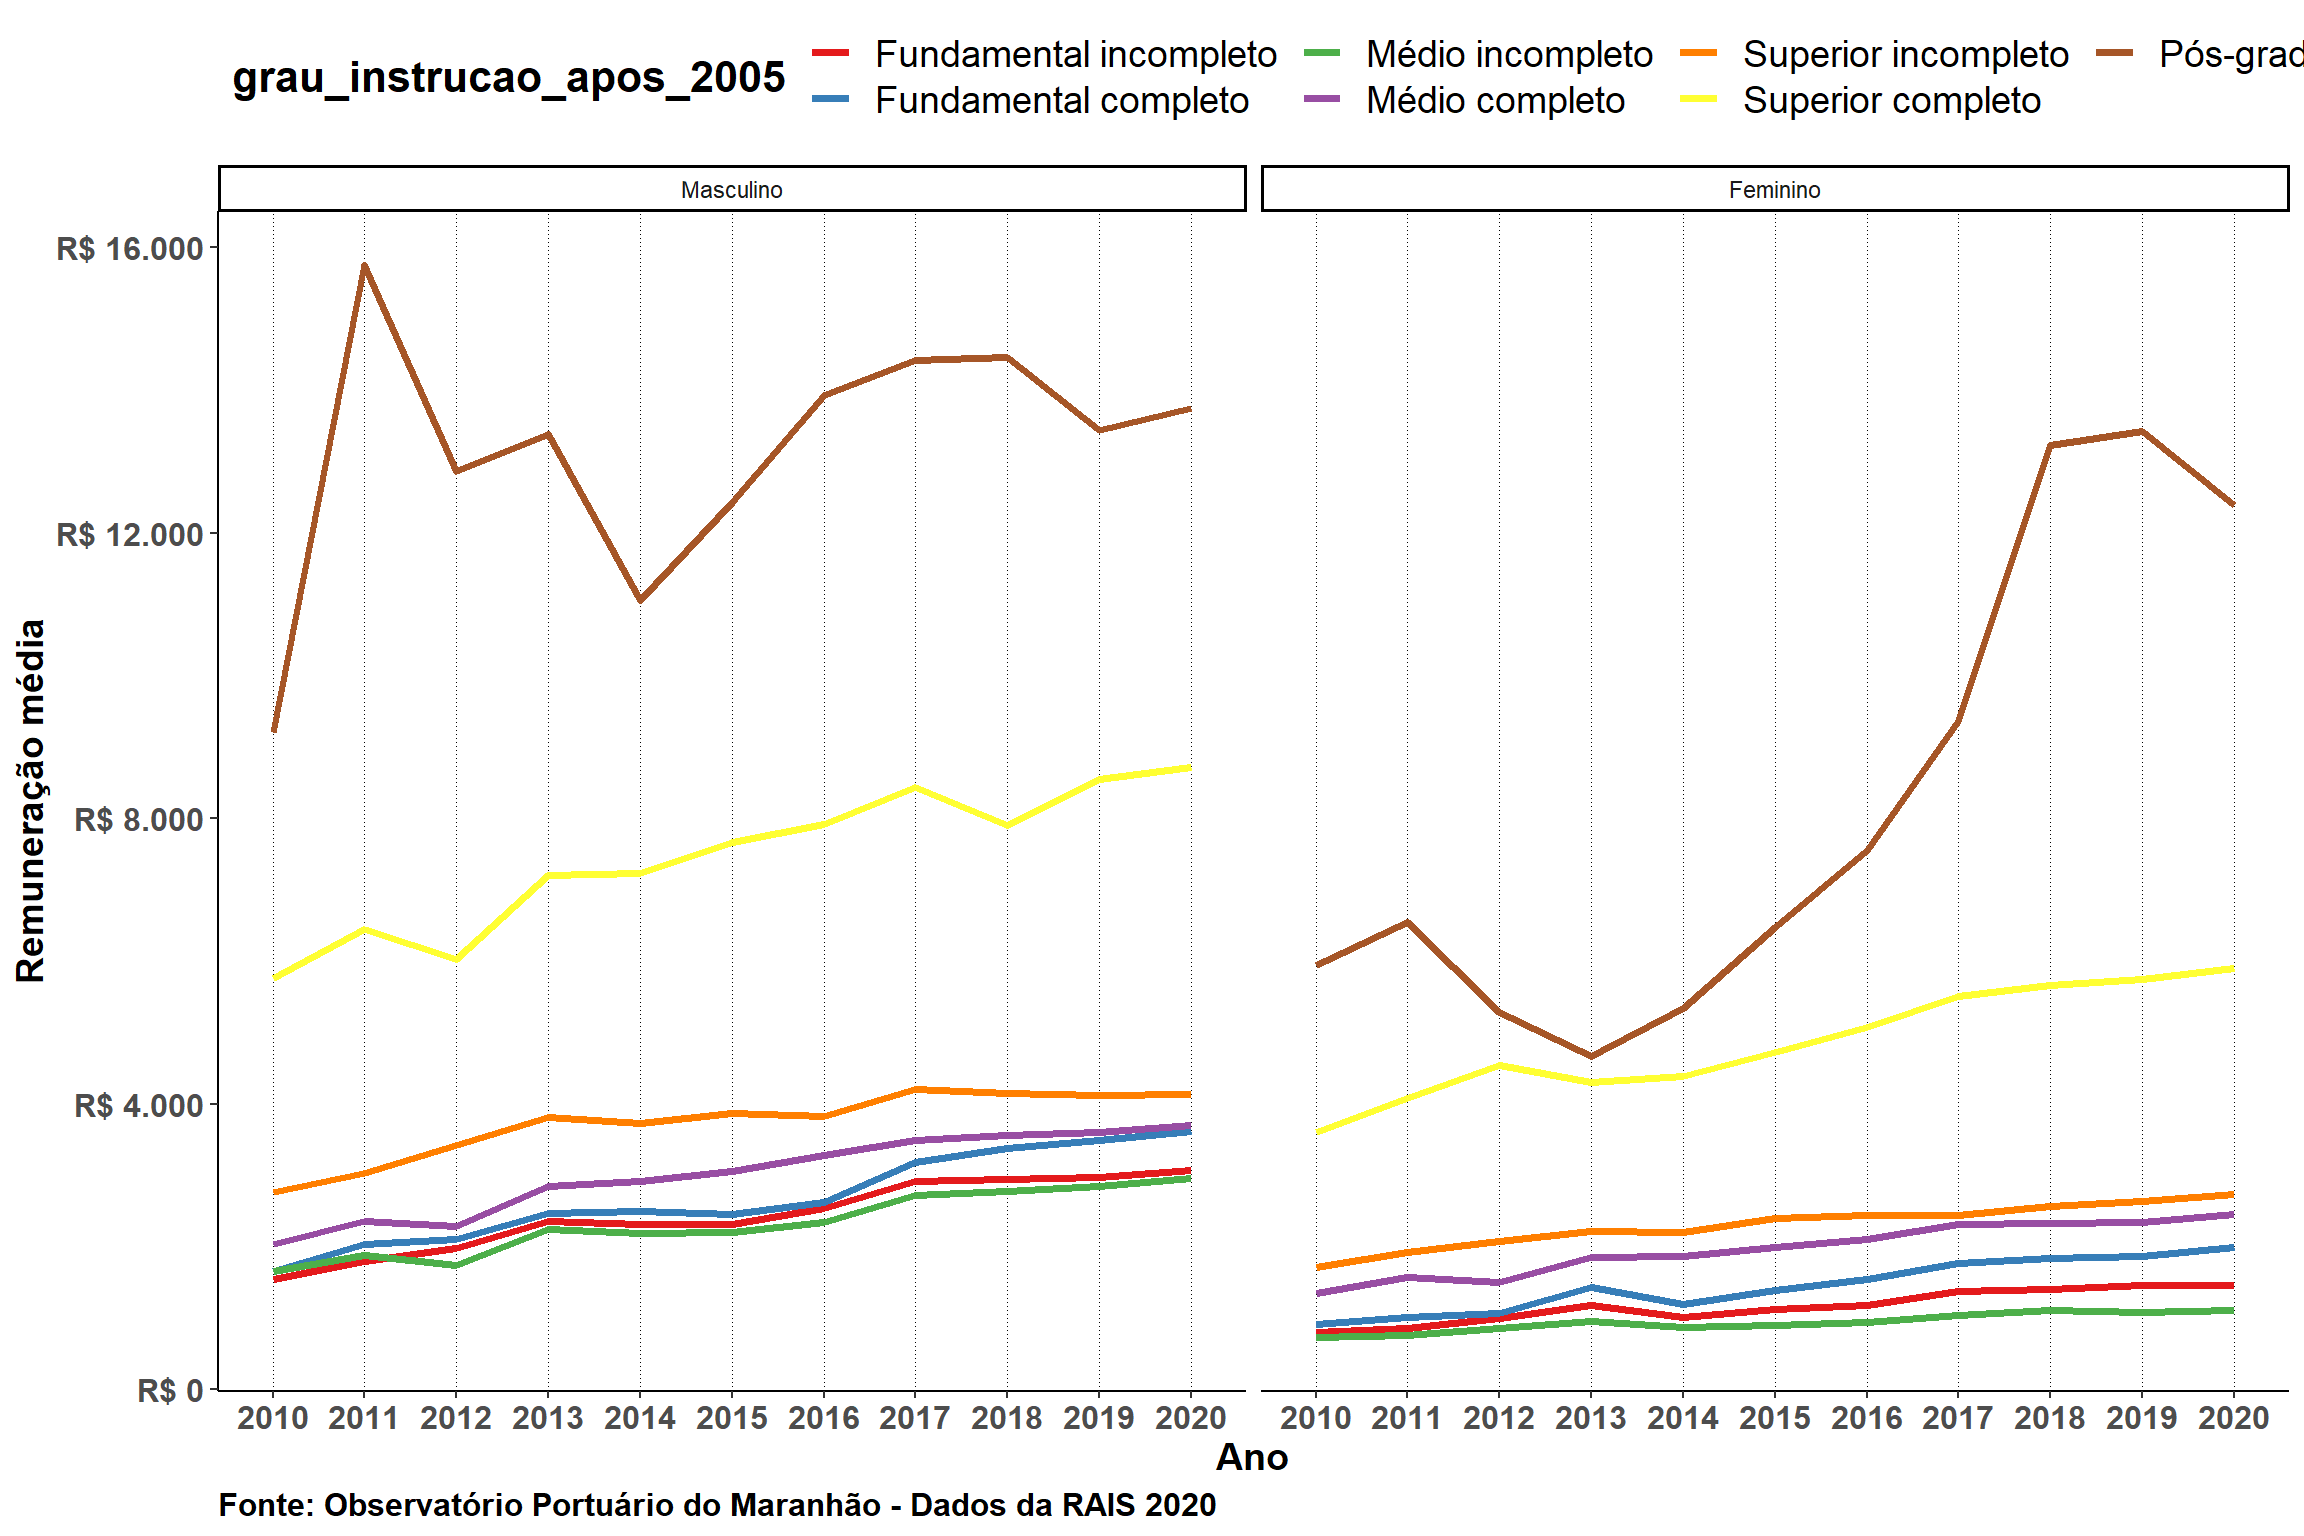 grau_instrucao_apos_2005
Fundamental incompleto
Fundamental completo
Médio incompleto
Médio completo
Superior incompleto
Superior completo
Pós-grad
Masculino
Feminino
R$ 16.000
R$ 12.000
R$ 8.000
R$ 4.000
R$ 0
Remuneração média
2010 2011 2012 2013 2014 2015 2016 2017 2018 2019 2020
2010 2011 2012 2013 2014 2015 2016 2017 2018 2019 2020
Ano
Fonte: Observatório Portuário do Maranhão - Dados da RAIS 2020